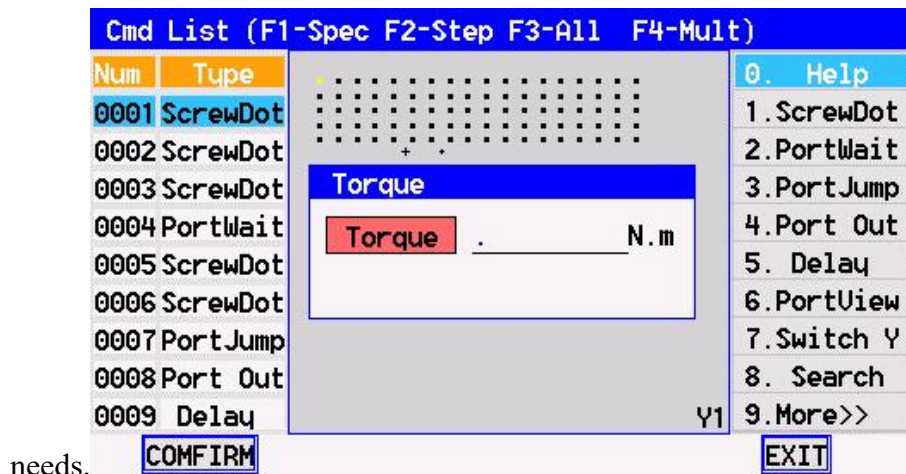 Cmd List (F1-Spec F2-Step F3-All F4-Mult)
Num Type
0001 ScrewDot
0002 ScrewDot
0003 ScrewDot
0004 PortWait
0005 ScrewDot
0006 ScrewDot
0007 PortJump
0008 Port Out
0009 Delay
Torque
Torque . N.m
Y1
0. Help
1.ScrewDot
2.PortWait
3.PortJump
4.Port Out
5. Delay
6.PortView
7.Switch Y
8. Search
9.More>>
needs.
COMFIRM
EXIT